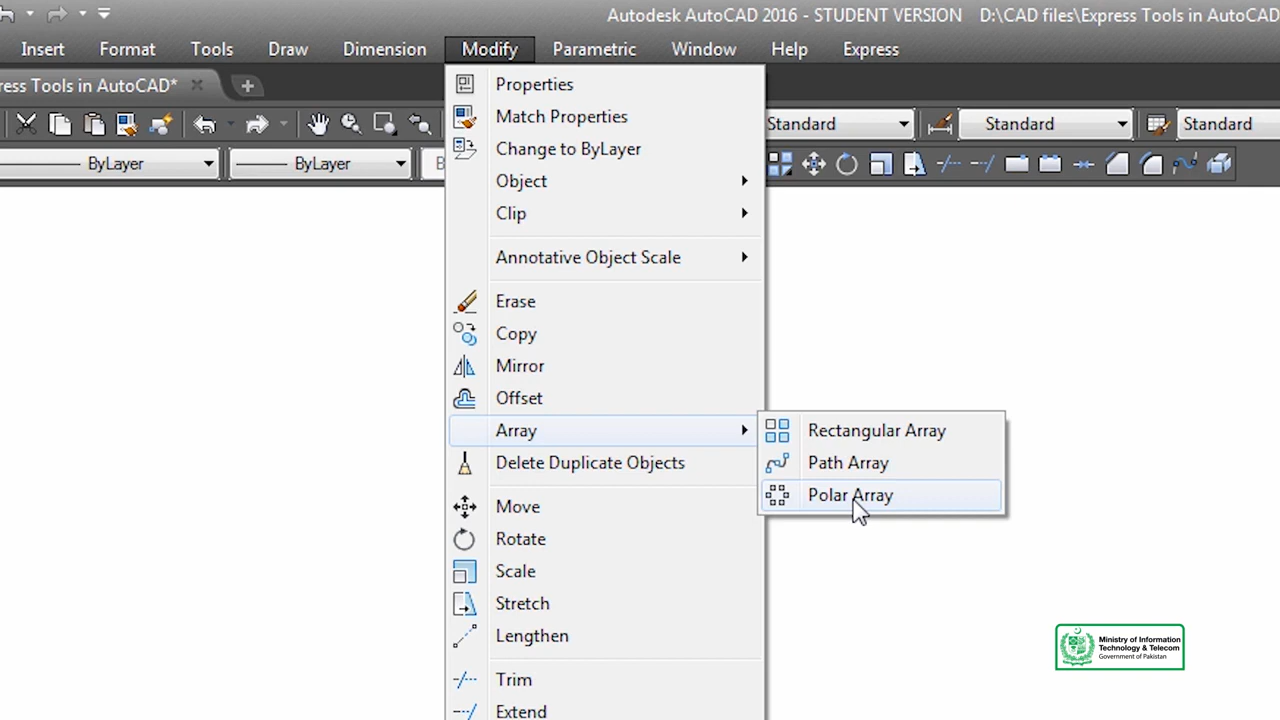 Autodesk AutoCAD 2016 - STUDENT VERSION D:\CAD files\Express Tools in AutoCAD
Insert Format Tools Draw Dimension Modify Parametric Window Help Express
ress Tools in AutoCAD*
Standard Standard Standard
ByLayer ByLayer B
Properties
Match Properties
Change to ByLayer
Object
Clip
Annotative Object Scale
Erase
Copy
Mirror
Offset
Array
Delete Duplicate Objects
Move
Rotate
Scale
Stretch
Lengthen
Trim
Extend
Rectangular Array
Path Array
Polar Array
Ministry of Information
Technology & Telecom
Government of Pakistan